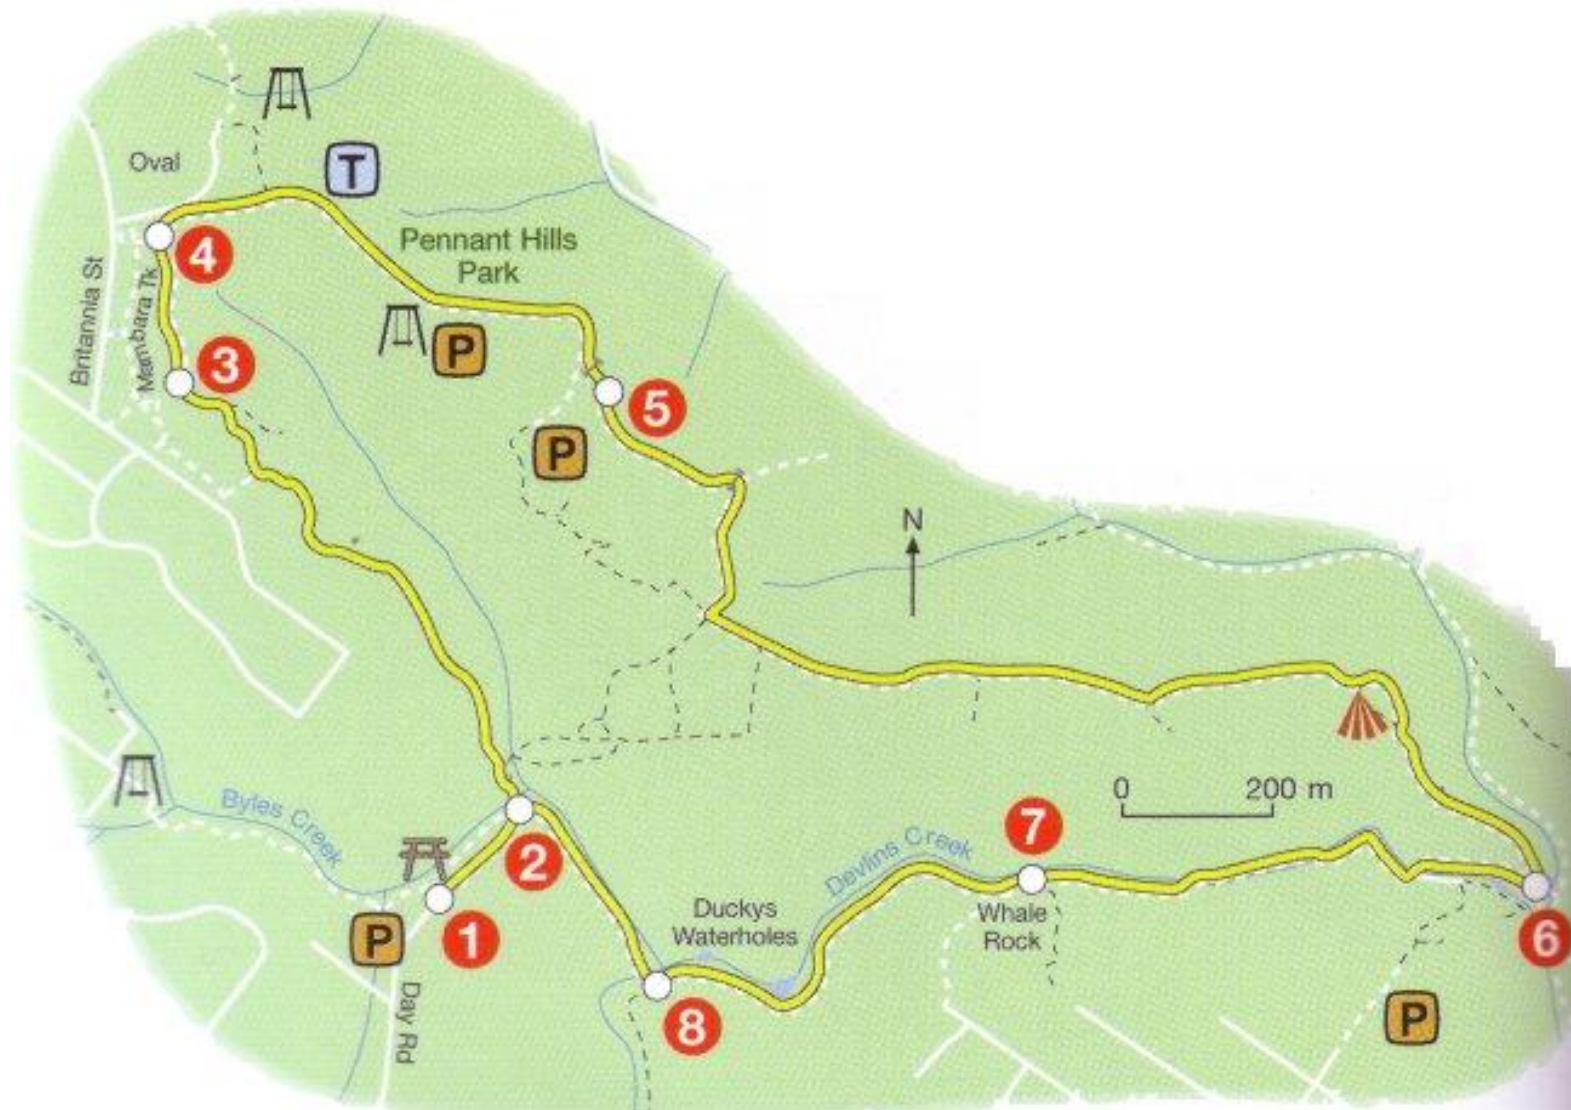 Oval
T
4
Pennant Hills
Park
Britannia St
Mambara Tk
3
P
5
P
N
0 200 m
Bytes Creek
2
7
Devlins Creek
Duckys
Waterholes
Whale
Rock
P
1
6
Day Rd
8
P